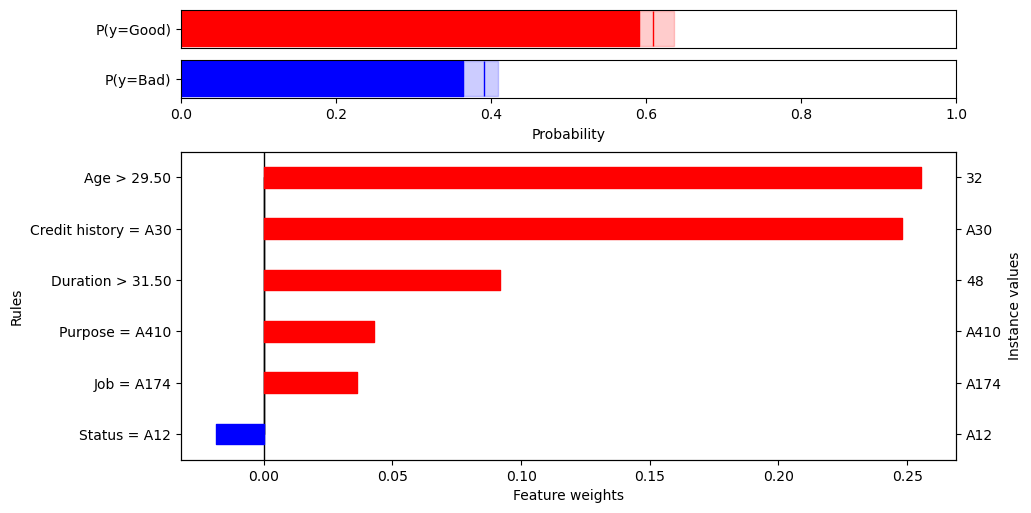 P(y=Good)
P(y=Bad)
0.0 0.2 0.4 0.6 0.8 1.0
Probability
Age > 29.50 32
Credit history = A30 A30
Duration > 31.50 48
Purpose = A410 A410
Job = A174 A174
Status = A12 A12
Rules
Instance values
0.00 0.05 0.10 0.15 0.20 0.25
Feature weights